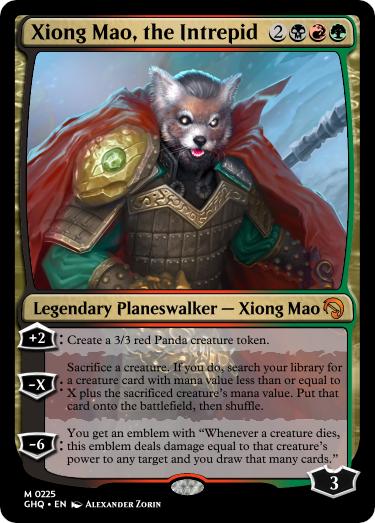 Xiong Mao, the Intrepid 2
Legendary Planeswalker — Xiong Mao
+2: Create a 3/3 red Panda creature token.
Sacrifice a creature. If you do, search your library for
-X: a creature card with mana value less than or equal to
X plus the sacrificed creature's mana value. Put that
card onto the battlefield, then shuffle.
You get an emblem with “Whenever a creature dies,
-6: this emblem deals damage equal to that creature's
power to any target and you draw that many cards.”
3
M 0225
GHQ • EN ALEXANDER ZORIN